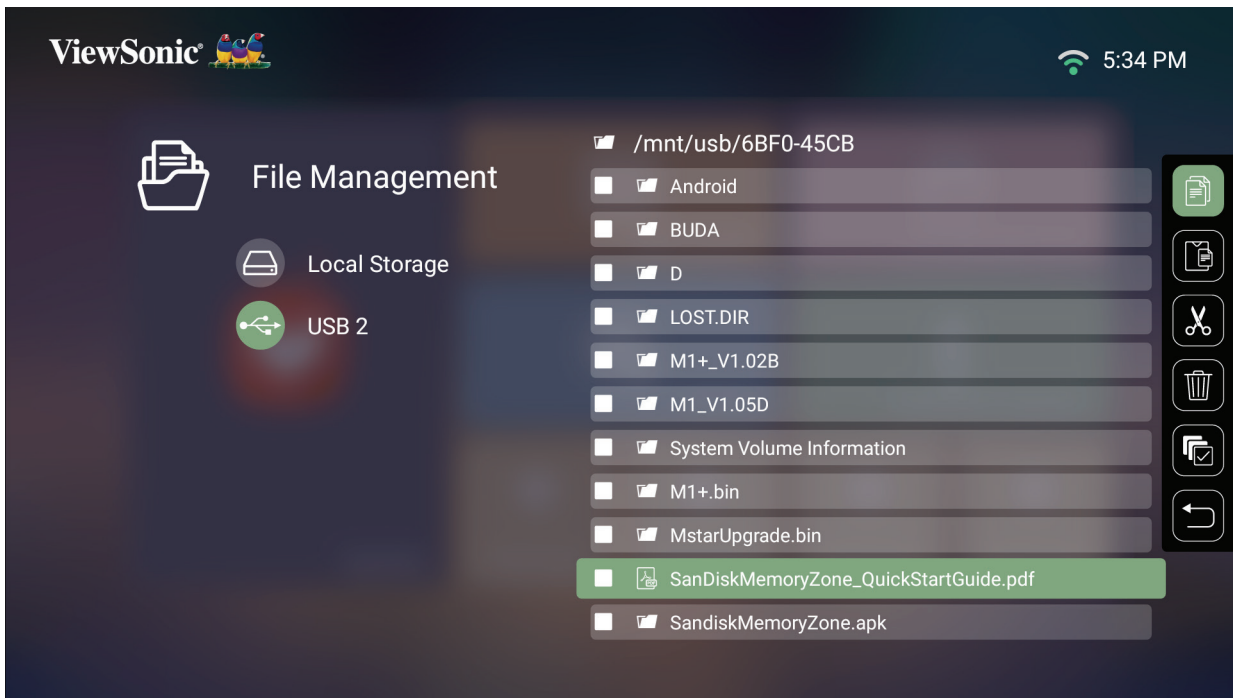 ViewSonic
5:34 PM
File Management
Local Storage
USB 2
/mnt/usb/6BF0-45CB
Android
BUDA
D
LOST.DIR
M1+_V1.02B
M1_V1.05D
System Volume Information
M1+.bin
MstarUpgrade.bin
SanDiskMemoryZone_QuickStartGuide.pdf
SandiskMemoryZone.apk